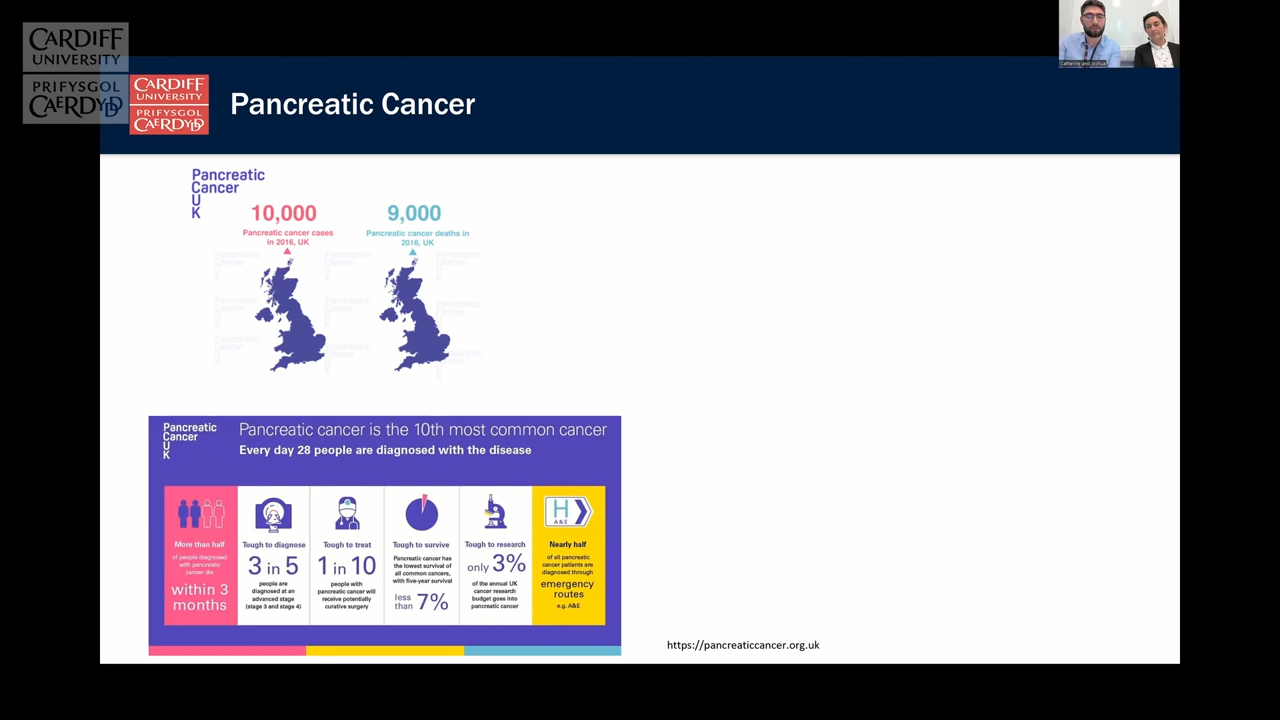 CARDIFF
UNIVERSITY
PRIFYSGOL
CAERDYDD
CARDIFF
UNIVERSITY
PRIFYSGOL
CAERDYDD
Pancreatic Cancer
Catherine and Joshua
Pancreatic
Cancer
U
K
10,000
Pancreatic cancer cases
in 2016, UK
9,000
Pancreatic cancer deaths in
2016, UK
Pancreatic
Cancer
U
K
Pancreatic cancer is the 10th most common cancer
Every day 28 people are diagnosed with the disease
More than half
of people diagnosed
with pancreatic
cancer die
within 3
months
Tough to diagnose
3 in 5
people are
diagnosed at an
advanced stage
(stage 3 and stage 4)
Tough to treat
1 in 10
people with
pancreatic cancer will
receive potentially
curative surgery
Tough to survive
Pancreatic cancer has
the lowest survival of
all common cancers,
with five-year survival
less
than 7%
Tough to research
only 3%
of the annual UK
cancer research
budget goes into
pancreatic cancer
H
A&E
Nearly half
of all pancreatic
cancer patients are
diagnosed through
emergency
routes
e.g. A&E
https://pancreaticcancer.org.uk